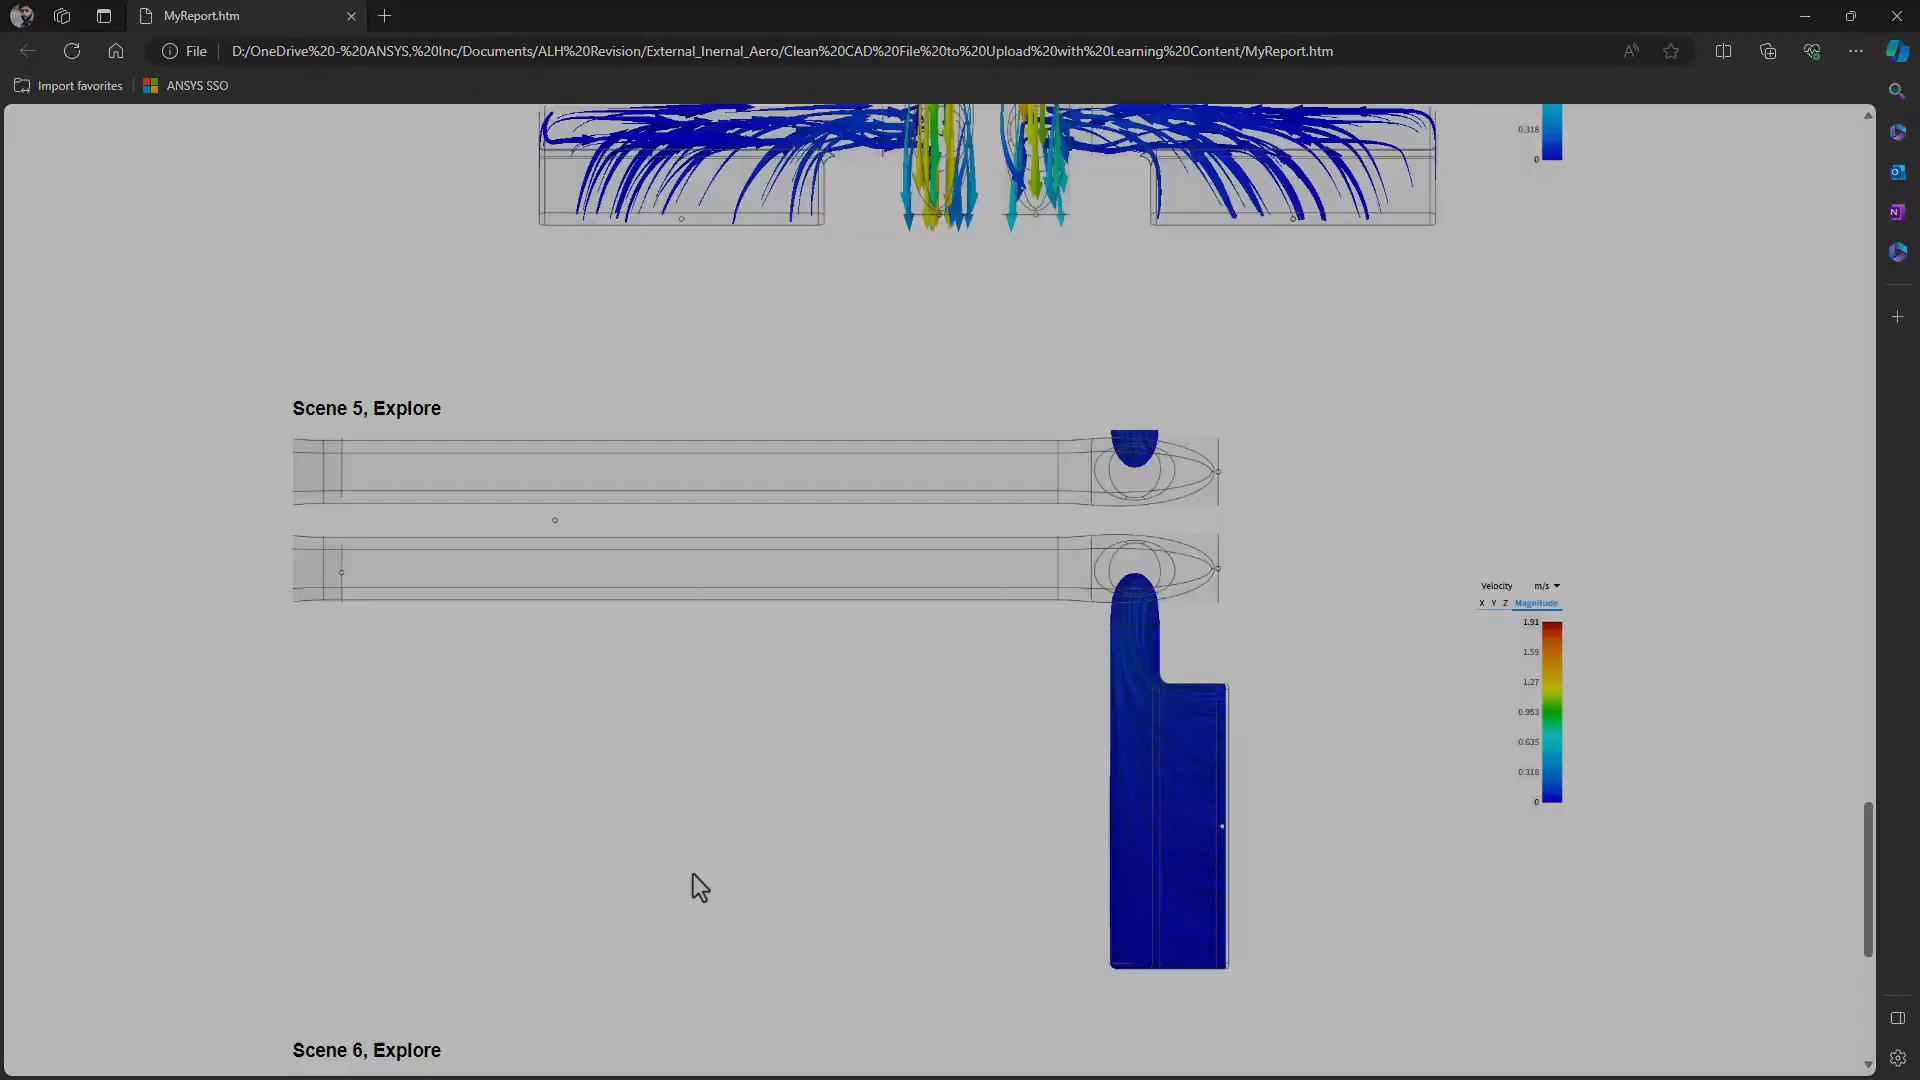 MyReport.htm
File
D:/OneDrive%20-%20ANSYS,%20Inc/Documents/ALH%20Revision/External_Inernal_Aero/Clean%20CAD%20File%20to%20Upload%20with%20Learning%20Content/MyReport.htm
Import favorites
ANSYS SSO
0.318
0
Scene 5, Explore
Velocity m/s
X Y Z Magnitude
1.91
1.59
1.27
0.953
0.635
0.318
0
Scene 6, Explore